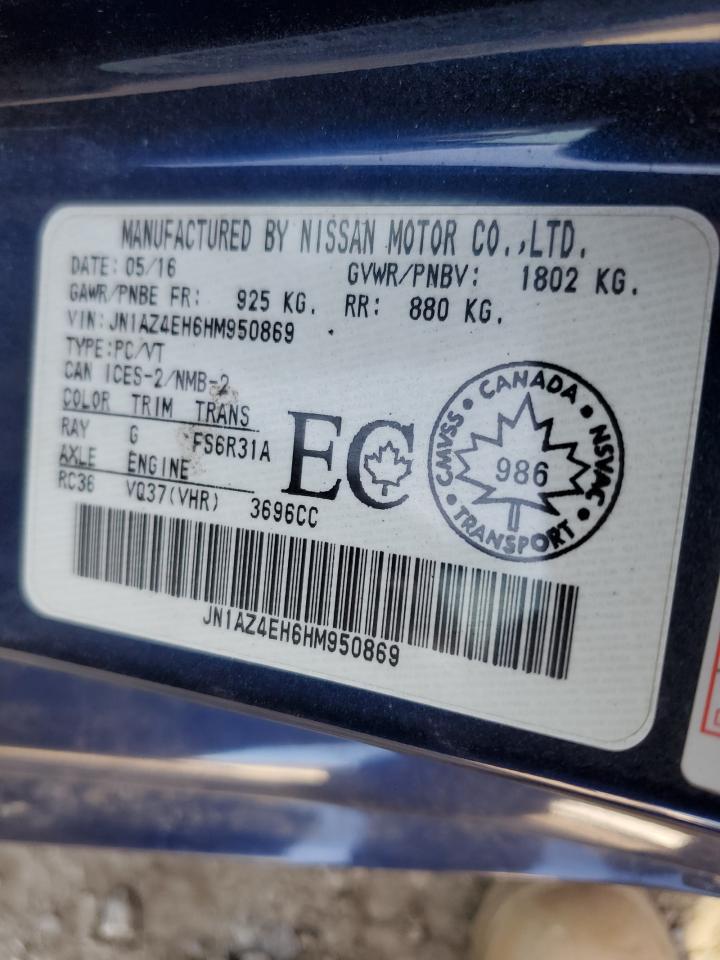 MANUFACTURED BY NISSAN MOTOR CO.,LTD.
DATE: 05/16 GVWR/PNBV: 1802 KG.
GAWR/PNBE FR: 925 KG. RR: 880 KG.
VIN: JN1AZ4EH6HM950869
TYPE:PC/VT
CAN ICES-2/NMB-2
COLOR TRIM TRANS
RAY G FS6R31A
AXLE ENGINE
RC36 VQ37(VHR) 3696CC
EC
CMVSS • CANADA • NSVAC • TRANSPORT •
986
JN1AZ4EH6HM950869